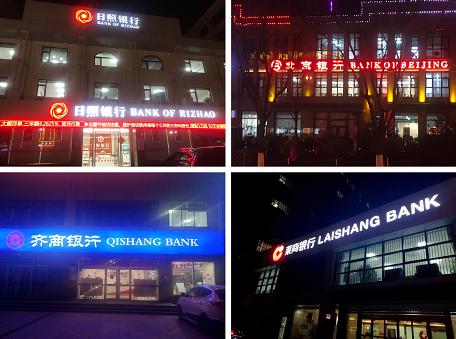 日照银行
BANK OF RIZHAO
日照银行 BANK OF RIZHAO
北京银行 BANK OF BEIJING
齐商银行 QISHANG BANK
莱商银行 LAISHANG BANK